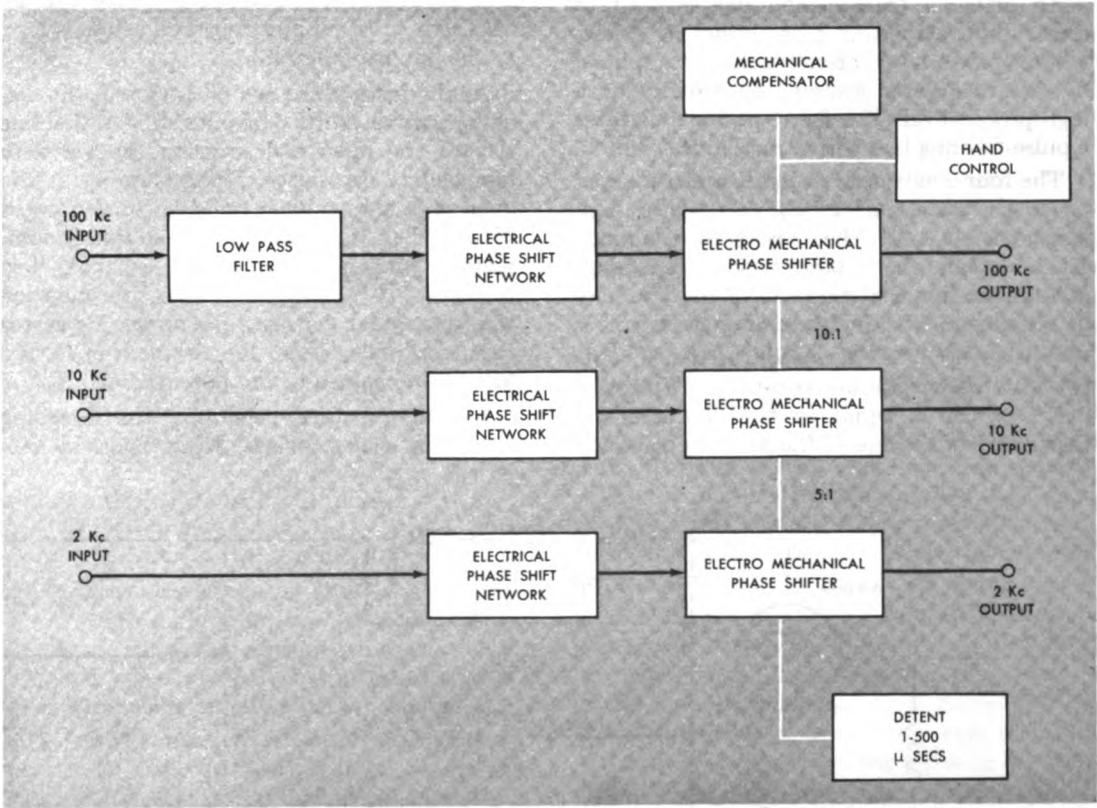 MECHANICAL
COMPENSATOR
HAND
CONTROL
100 Kc
INPUT
LOW PASS
FILTER
ELECTRICAL
PHASE SHIFT
NETWORK
ELECTRO MECHANICAL
PHASE SHIFTER
100 Kc
OUTPUT
10:1
10 Kc
INPUT
ELECTRICAL
PHASE SHIFT
NETWORK
ELECTRO MECHANICAL
PHASE SHIFTER
10 Kc
OUTPUT
5:1
2 Kc
INPUT
ELECTRICAL
PHASE SHIFT
NETWORK
ELECTRO MECHANICAL
PHASE SHIFTER
2 Kc
OUTPUT
DETENT
1-500
μ SECS